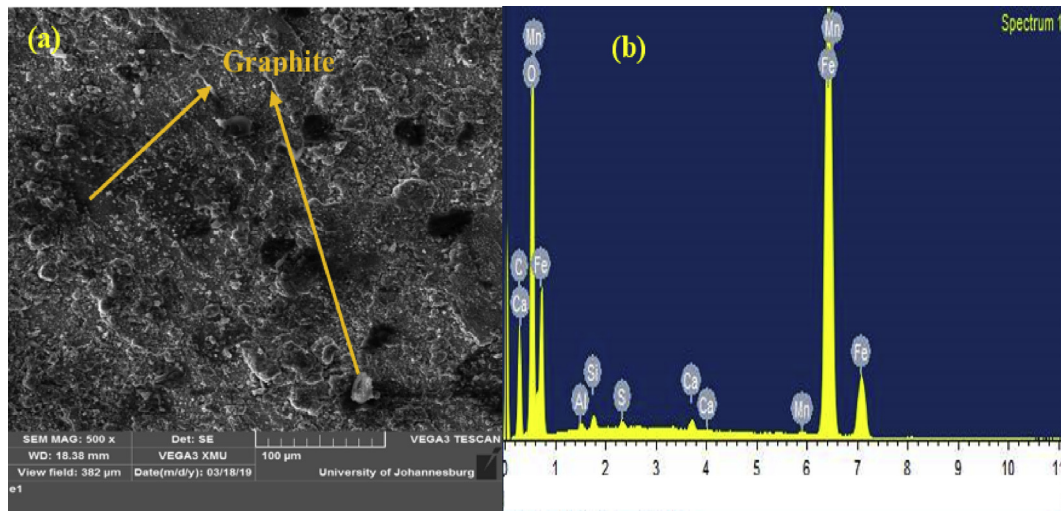 (a)
Graphite
SEM MAG: 500 x Det: SE VEGA3 TESCAN
WD: 18.38 mm VEGA3 XMU 100 µm
View field: 382 µm Date(m/d/y): 03/18/19 University of Johannesburg
e1
(b)
Spectrum 1
Mn Mn
O Fe
C Fe
Ca
Si Ca Fe
Al S Ca Mn
0 1 2 3 4 5 6 7 8 9 10 11